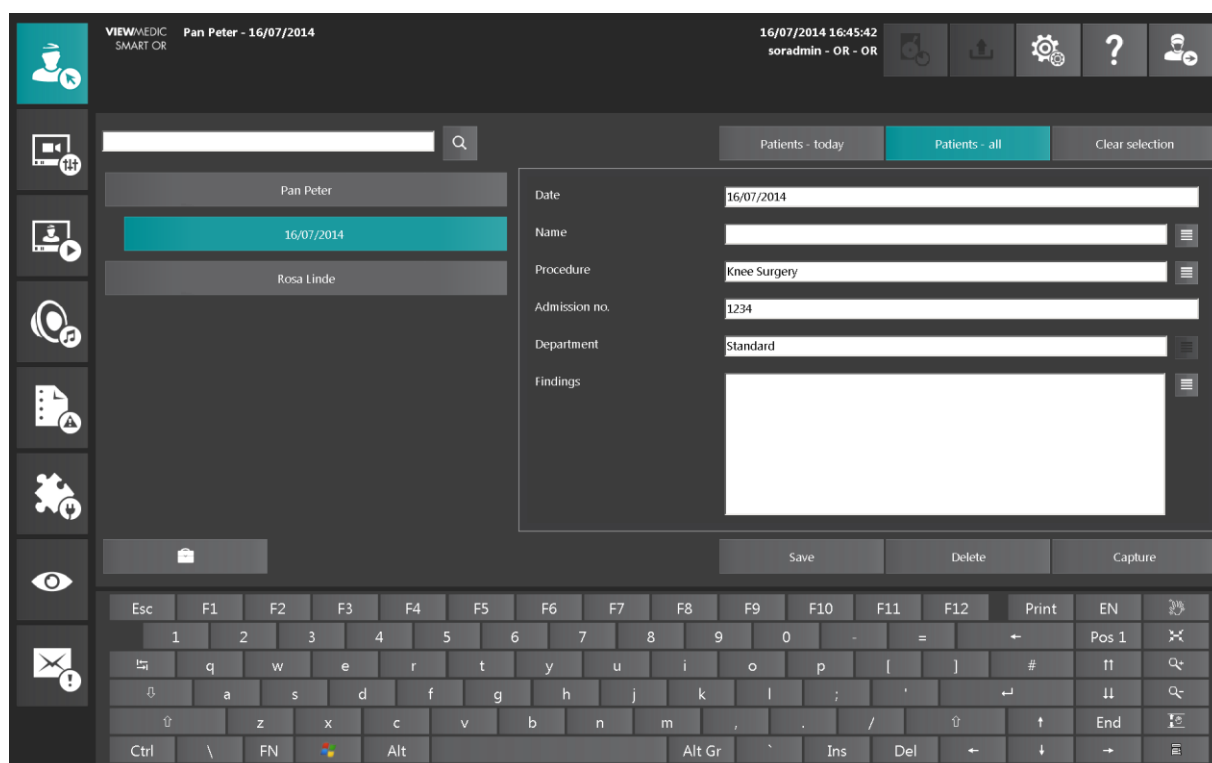 VIEWMEDIC
SMART OR
Pan Peter - 16/07/2014
16/07/2014 16:45:42
soradmin - OR - OR
?
Patients - today
Patients - all
Clear selection
Pan Peter
16/07/2014
Rosa Linde
Date
16/07/2014
Name
Procedure
Knee Surgery
Admission no.
1234
Department
Standard
Findings
Save
Delete
Capture
Esc F1 F2 F3 F4 F5 F6 F7 F8 F9 F10 F11 F12 Print EN
1 2 3 4 5 6 7 8 9 0 - = ← Pos 1
q w e r t y u i o p [ ] #
a s d f g h j k l ; '
z x c v b n m , . / End
Ctrl \ FN Alt Alt Gr ` Ins Del ← ↓ →